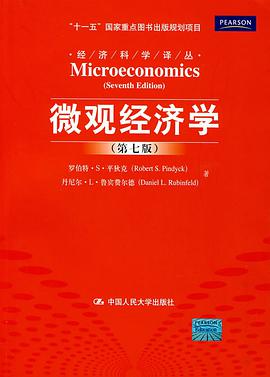 "十一五"国家重点图书出版规划项目
PEARSON
·经/济/科/学/译/丛·
Microeconomics
(Seventh Edition)
微观经济学
(第七版)
罗伯特·S·平狄克 (Robert S. Pindyck)
丹尼尔·L·鲁宾费尔德 (Daniel L. Rubinfeld)
著
中国人民大学出版社
Pearson
Education